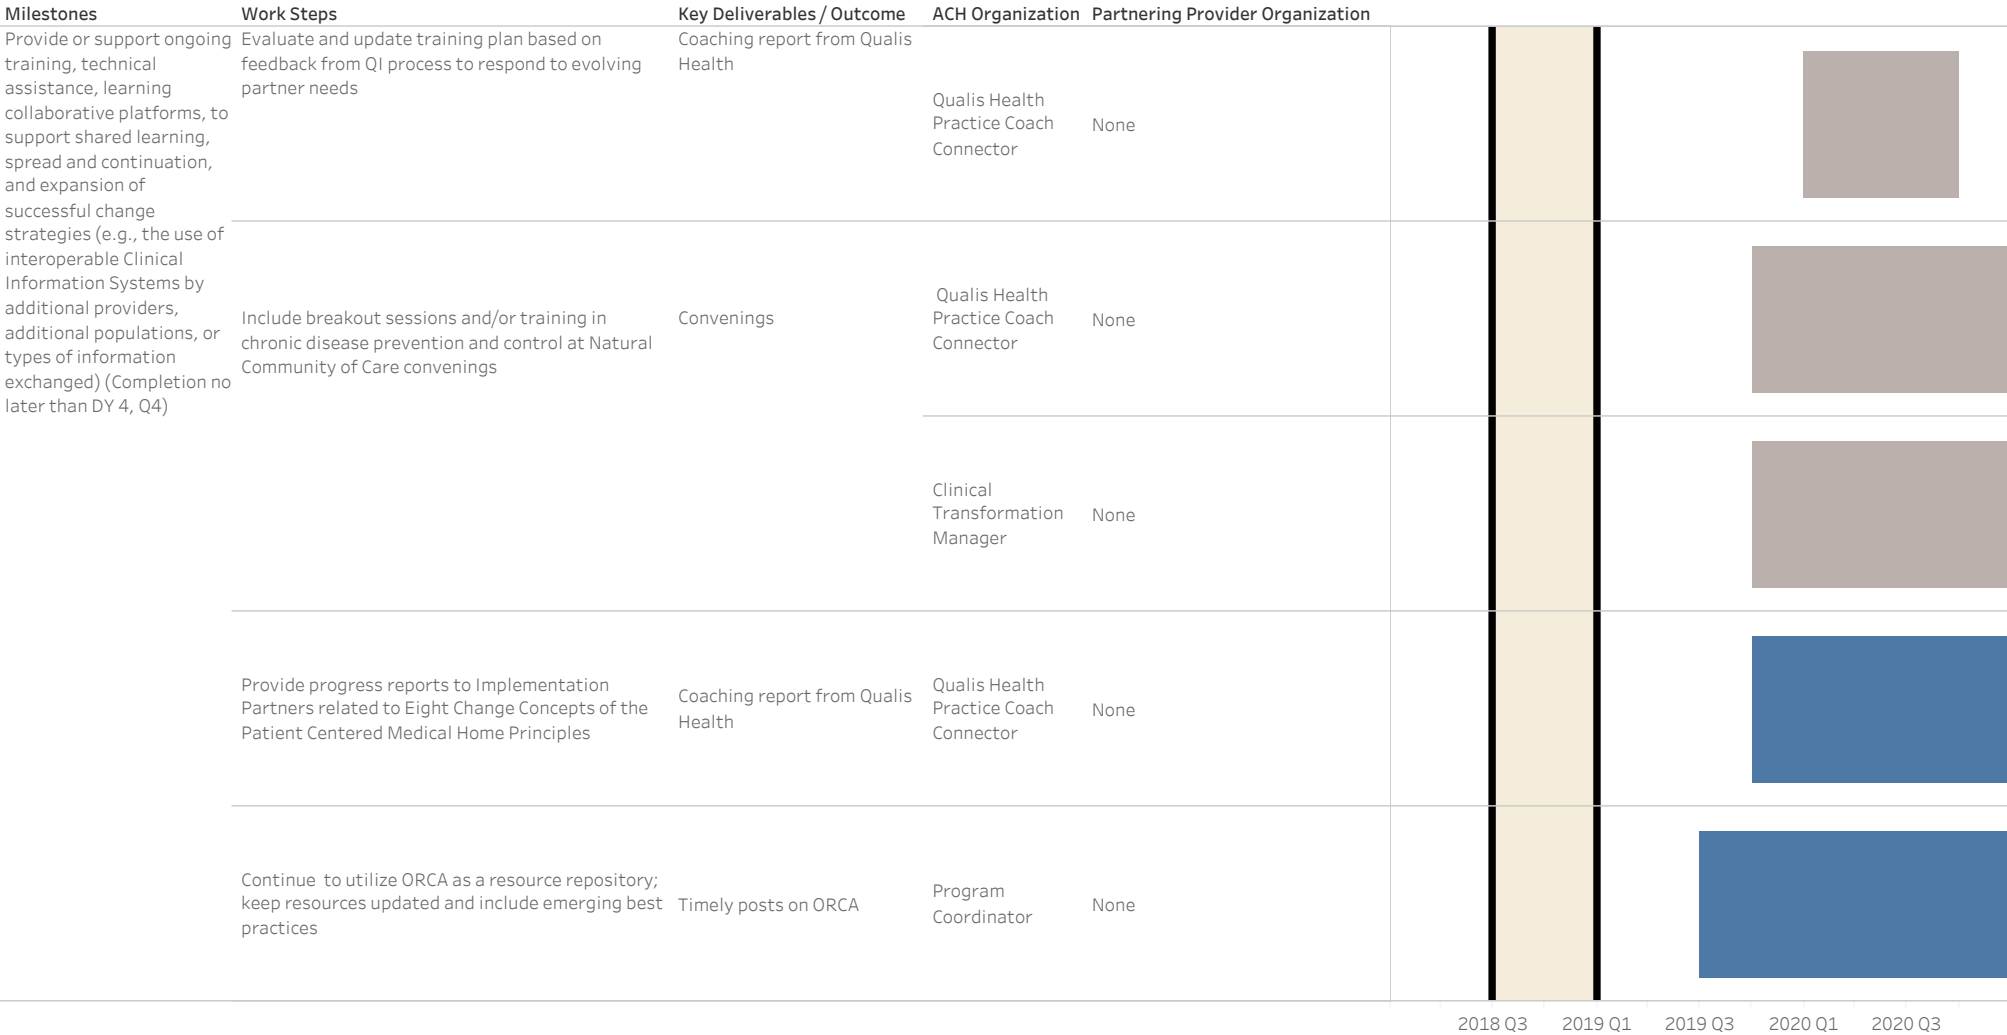 Milestones Work Steps Key Deliverables / Outcome ACH Organization Partnering Provider Organization
Provide or support ongoing
training, technical
assistance, learning
collaborative platforms, to
support shared learning,
spread and continuation,
and expansion of
successful change
strategies (e.g., the use of
interoperable Clinical
Information Systems by
additional providers,
additional populations, or
types of information
exchanged) (Completion no
later than DY 4, Q4)
Evaluate and update training plan based on
feedback from QI process to respond to evolving
partner needs
Coaching report from Qualis
Health
Qualis Health
Practice Coach
Connector
None
Include breakout sessions and/or training in
chronic disease prevention and control at Natural
Community of Care convenings
Convenings
Qualis Health
Practice Coach
Connector
None
Clinical
Transformation
Manager
None
Provide progress reports to Implementation
Partners related to Eight Change Concepts of the
Patient Centered Medical Home Principles
Coaching report from Qualis
Health
Qualis Health
Practice Coach
Connector
None
Continue  to utilize ORCA as a resource repository;
keep resources updated and include emerging best
practices
Timely posts on ORCA
Program
Coordinator
None
2018 Q3 2019 Q1 2019 Q3 2020 Q1 2020 Q3